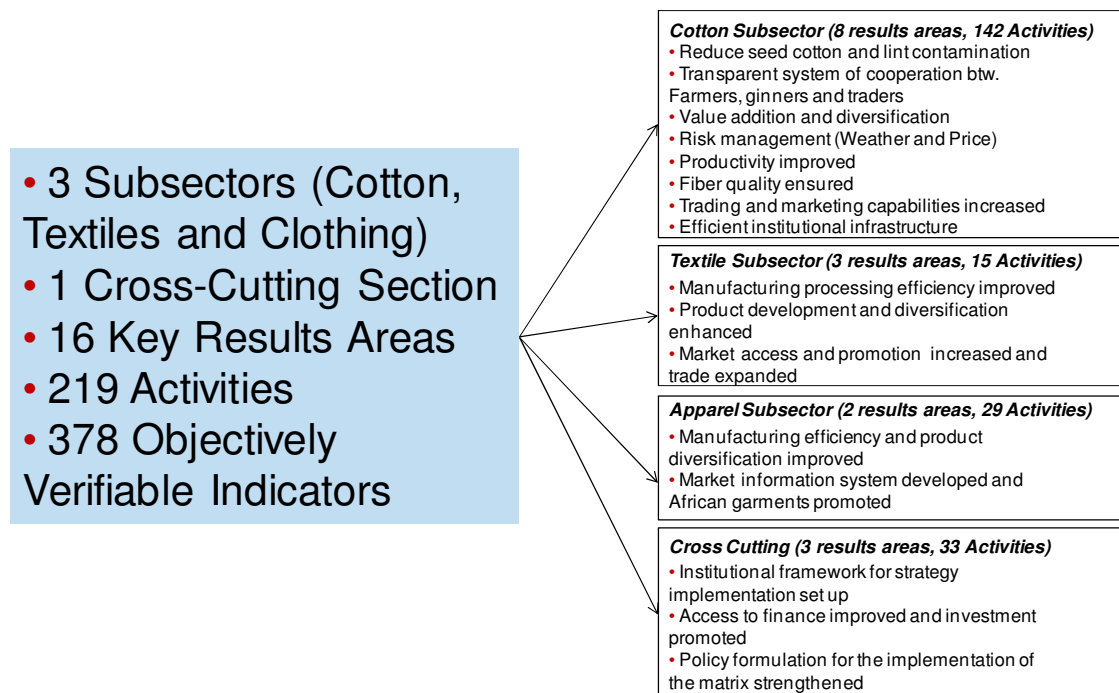 • 3 Subsectors (Cotton,
Textiles and Clothing)
• 1 Cross-Cutting Section
• 16 Key Results Areas
• 219 Activities
• 378 Objectively
Verifiable Indicators
Cotton Subsector (8 results areas, 142 Activities)
• Reduce seed cotton and lint contamination
• Transparent system of cooperation btw.
Farmers, ginners and traders
• Value addition and diversification
• Risk management (Weather and Price)
• Productivity improved
• Fiber quality ensured
• Trading and marketing capabilities increased
• Efficient institutional infrastructure
Textile Subsector (3 results areas, 15 Activities)
• Manufacturing processing efficiency improved
• Product development and diversification
enhanced
• Market access and promotion increased and
trade expanded
Apparel Subsector (2 results areas, 29 Activities)
• Manufacturing efficiency and product
diversification improved
• Market information system developed and
African garments promoted
Cross Cutting (3 results areas, 33 Activities)
• Institutional framework for strategy
implementation set up
• Access to finance improved and investment
promoted
• Policy formulation for the implementation of
the matrix strengthened